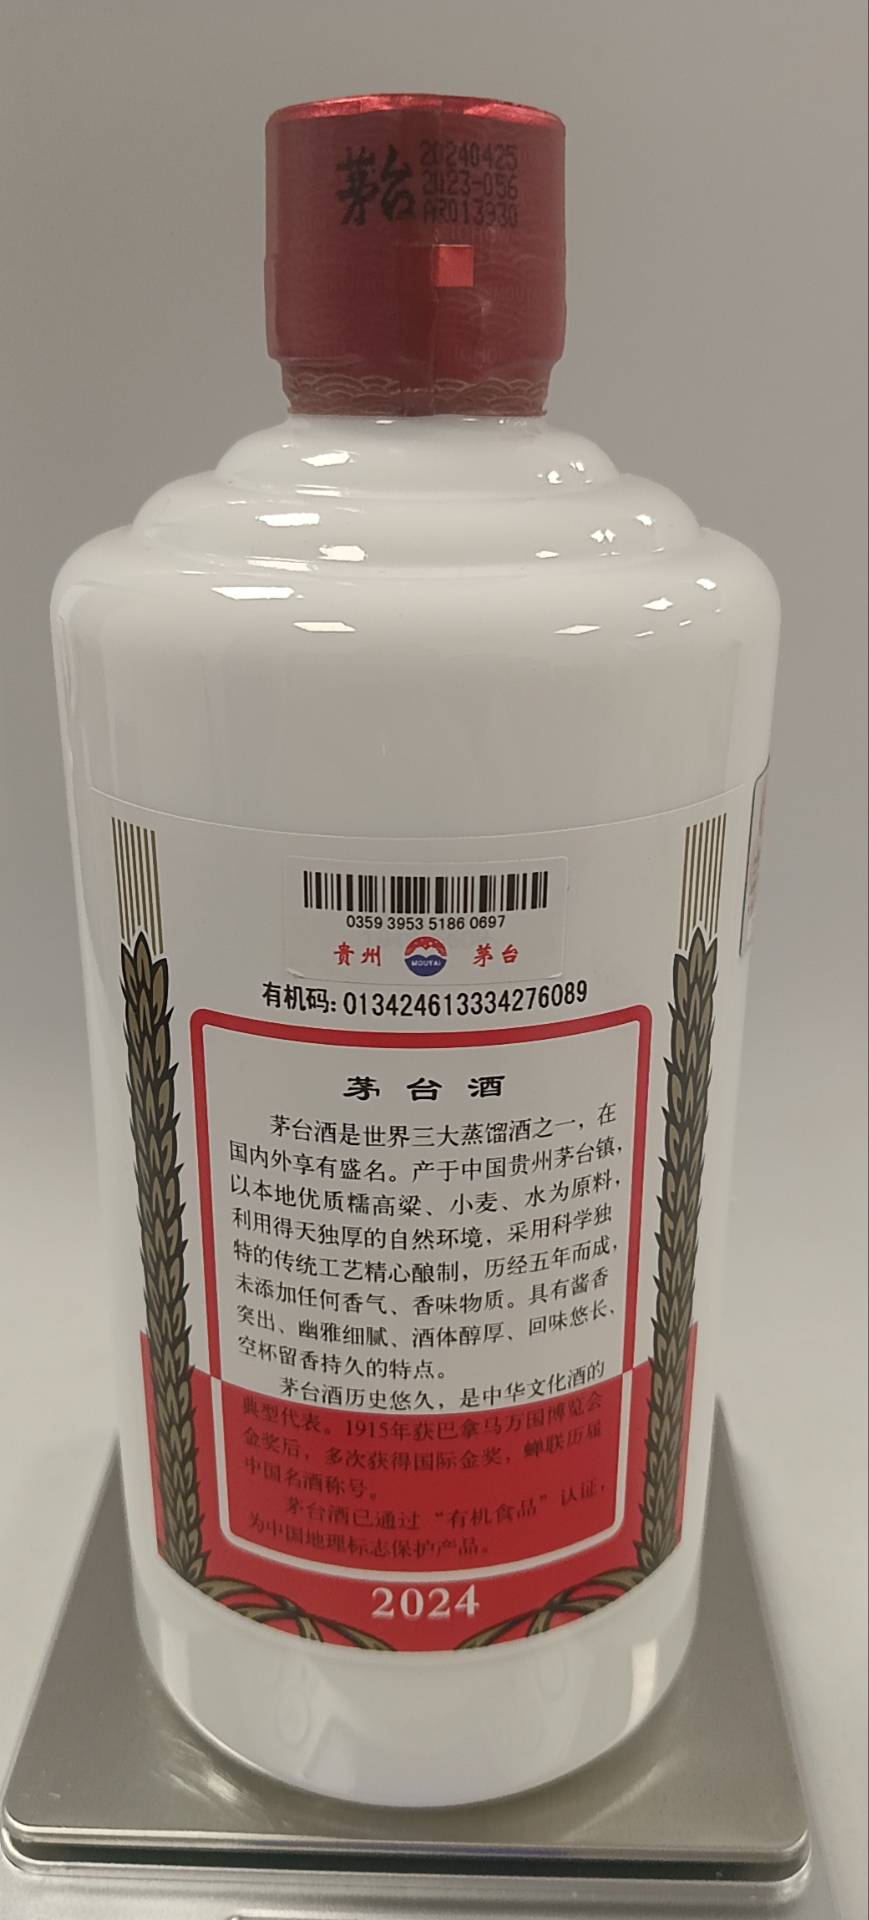 茅台
20240425
2023-056
AR013930
0359 3953 5186 0697
贵州 MOUTAI 茅台
有机码: 013424613334276089
茅台酒
茅台酒是世界三大蒸馏酒之一，在
国内外享有盛名。产于中国贵州茅台镇，
以本地优质糯高粱、小麦、水为原料，
利用得天独厚的自然环境，采用科学独
特的传统工艺精心酿制，历经五年而成，
未添加任何香气、香味物质。具有酱香
突出、幽雅细腻、酒体醇厚、回味悠长、
空杯留香持久的特点。
茅台酒历史悠久，是中华文化酒的
典型代表。1915年获巴拿马万国博览会
金奖后，多次获得国际金奖，蝉联历届
中国名酒称号。
茅台酒已通过“有机食品”认证，
为中国地理标志保护产品。
2024